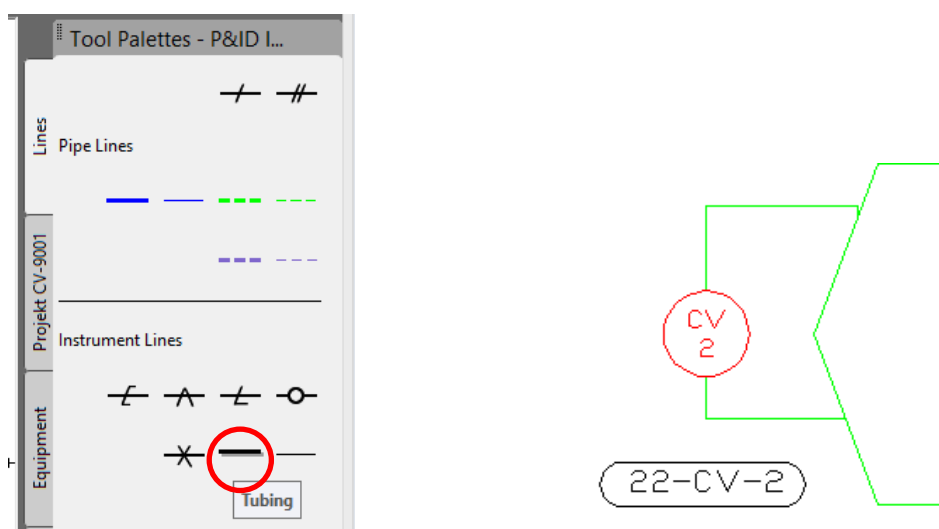 Tool Palettes - P&ID I...
Lines
Pipe Lines
Projekt CV-9001
Instrument Lines
Equipment
Tubing
CV
2
22-CV-2